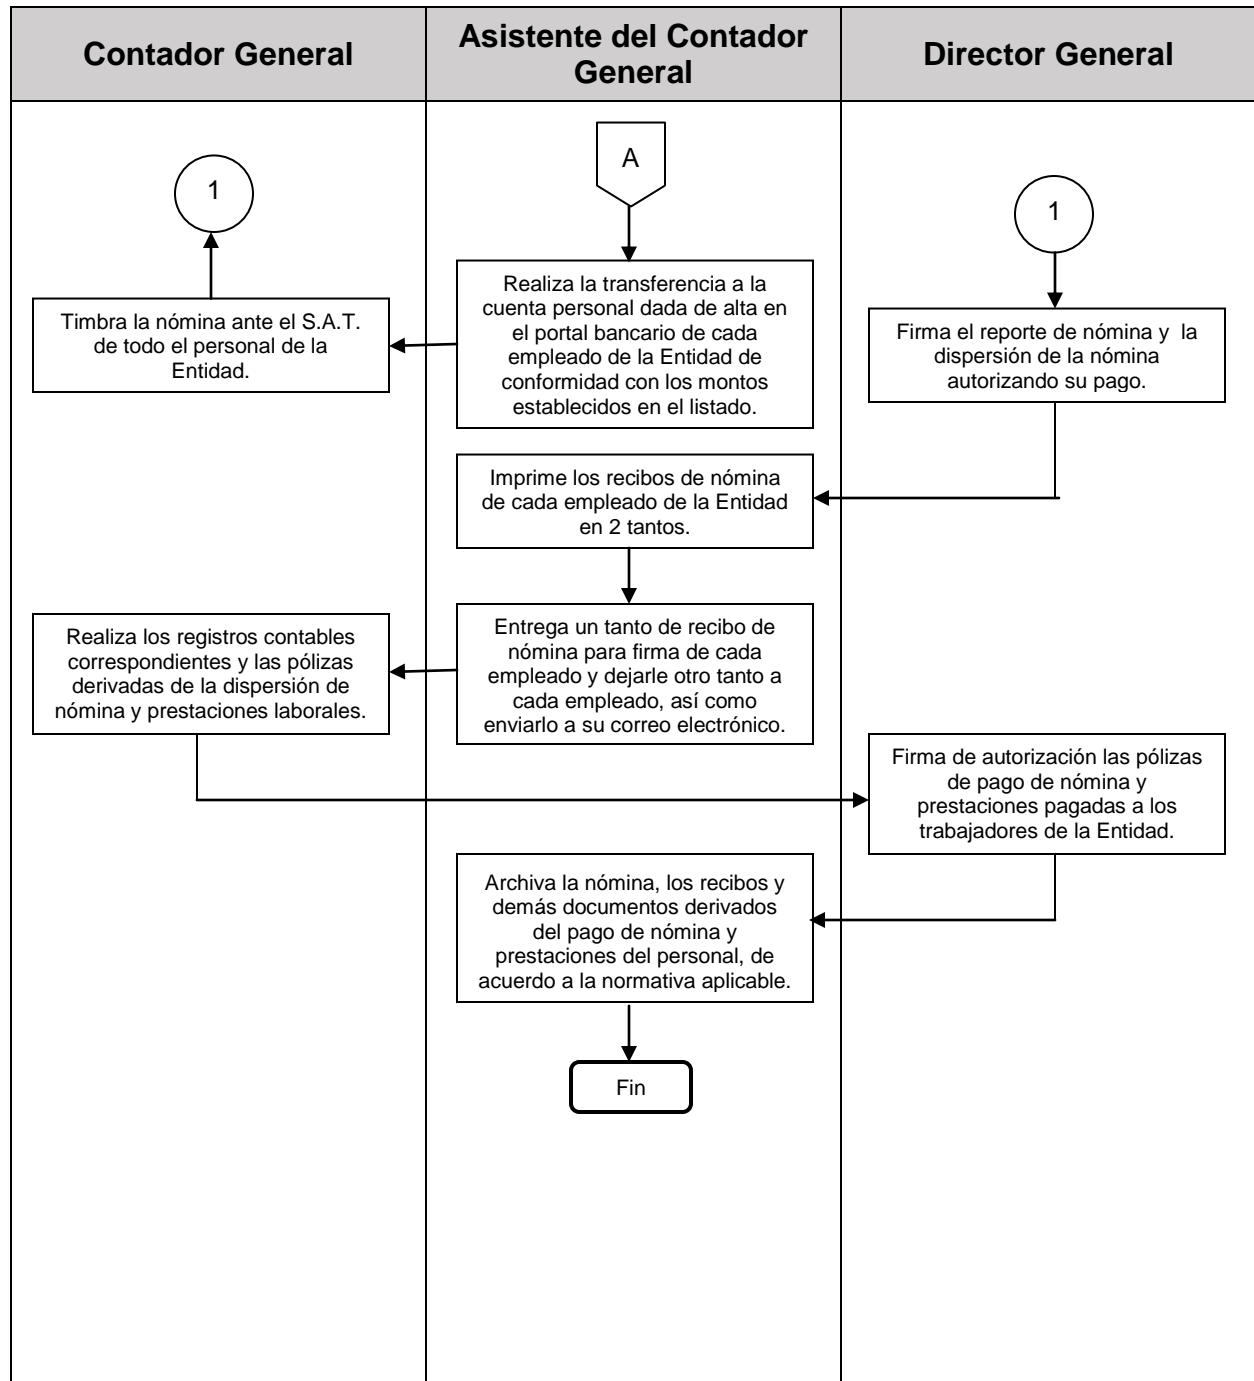 Contador General
Asistente del Contador
General
Director General
A
1
1
Realiza la transferencia a la
cuenta personal dada de alta en
el portal bancario de cada
empleado de la Entidad de
conformidad con los montos
establecidos en el listado.
Timbra la nómina ante el S.A.T.
de todo el personal de la
Entidad.
Firma el reporte de nómina y la
dispersión de la nómina
autorizando su pago.
Imprime los recibos de nómina
de cada empleado de la Entidad
en 2 tantos.
Entrega un tanto de recibo de
nómina para firma de cada
empleado y dejarle otro tanto a
cada empleado, así como
enviarlo a su correo electrónico.
Realiza los registros contables
correspondientes y las pólizas
derivadas de la dispersión de
nómina y prestaciones laborales.
Firma de autorización las pólizas
de pago de nómina y
prestaciones pagadas a los
trabajadores de la Entidad.
Archiva la nómina, los recibos y
demás documentos derivados
del pago de nómina y
prestaciones del personal, de
acuerdo a la normativa aplicable.
Fin